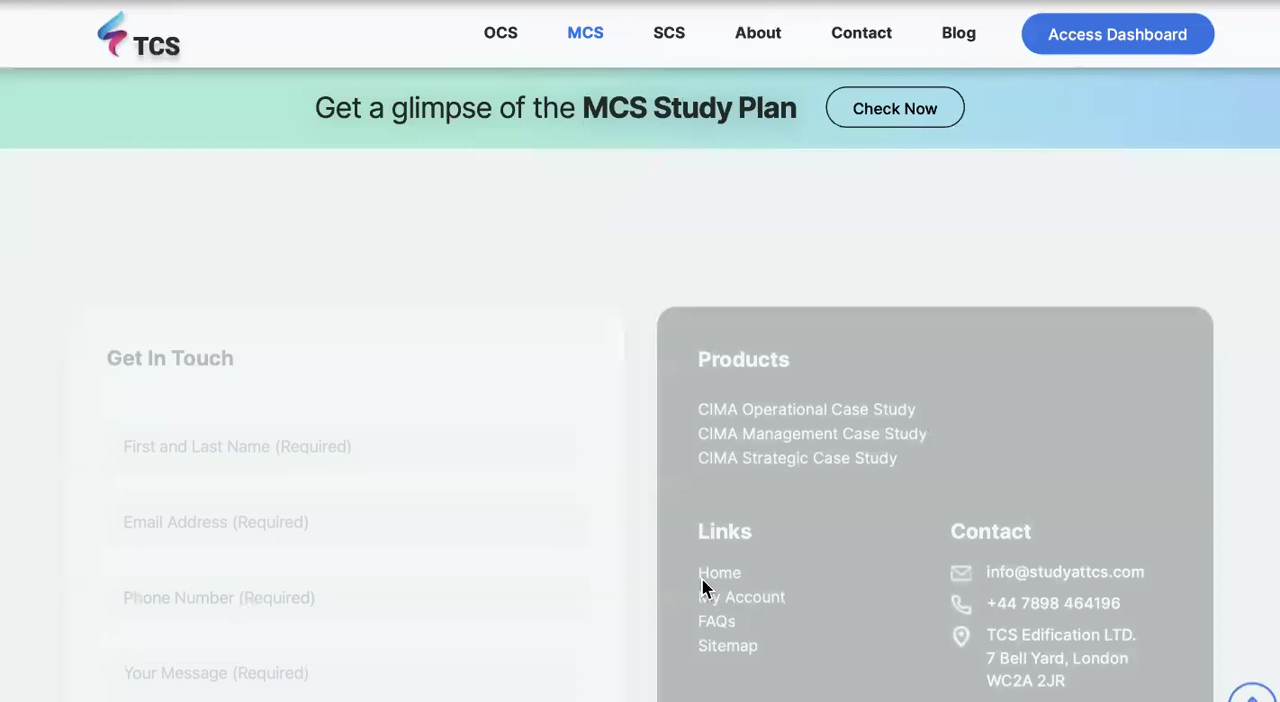 TCS
OCS
MCS
SCS
About
Contact
Blog
Access Dashboard
Get a glimpse of the MCS Study Plan
Check Now
Get In Touch
First and Last Name (Required)
Email Address (Required)
Phone Number (Required)
Your Message (Required)
Products
CIMA Operational Case Study
CIMA Management Case Study
CIMA Strategic Case Study
Links
Home
My Account
FAQs
Sitemap
Contact
info@studyattcs.com
+44 7898 464196
TCS Edification LTD.
7 Bell Yard, London
WC2A 2JR